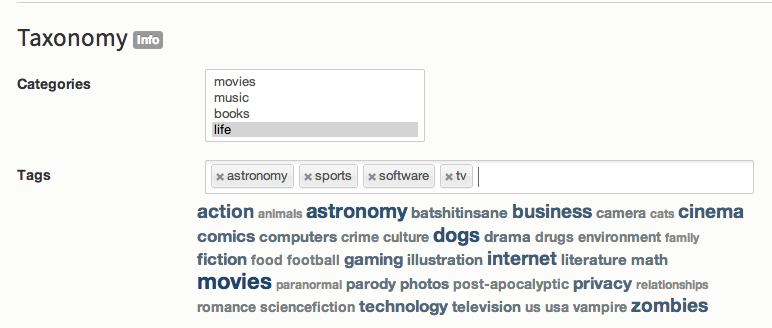 Taxonomy Info
Categories
movies
music
books
life
Tags
× astronomy × sports × software × tv
action animals astronomy batshitinsane business camera cats cinema
comics computers crime culture dogs drama drugs environment family
fiction food football gaming illustration internet literature math
movies paranormal parody photos post-apocalyptic privacy relationships
romance sciencefiction technology television us usa vampire zombies